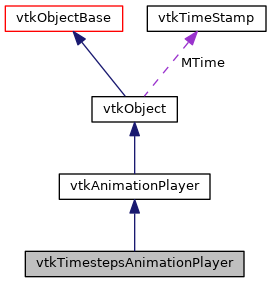 vtkObjectBase
vtkTimeStamp
MTime
vtkObject
vtkAnimationPlayer
vtkTimestepsAnimationPlayer